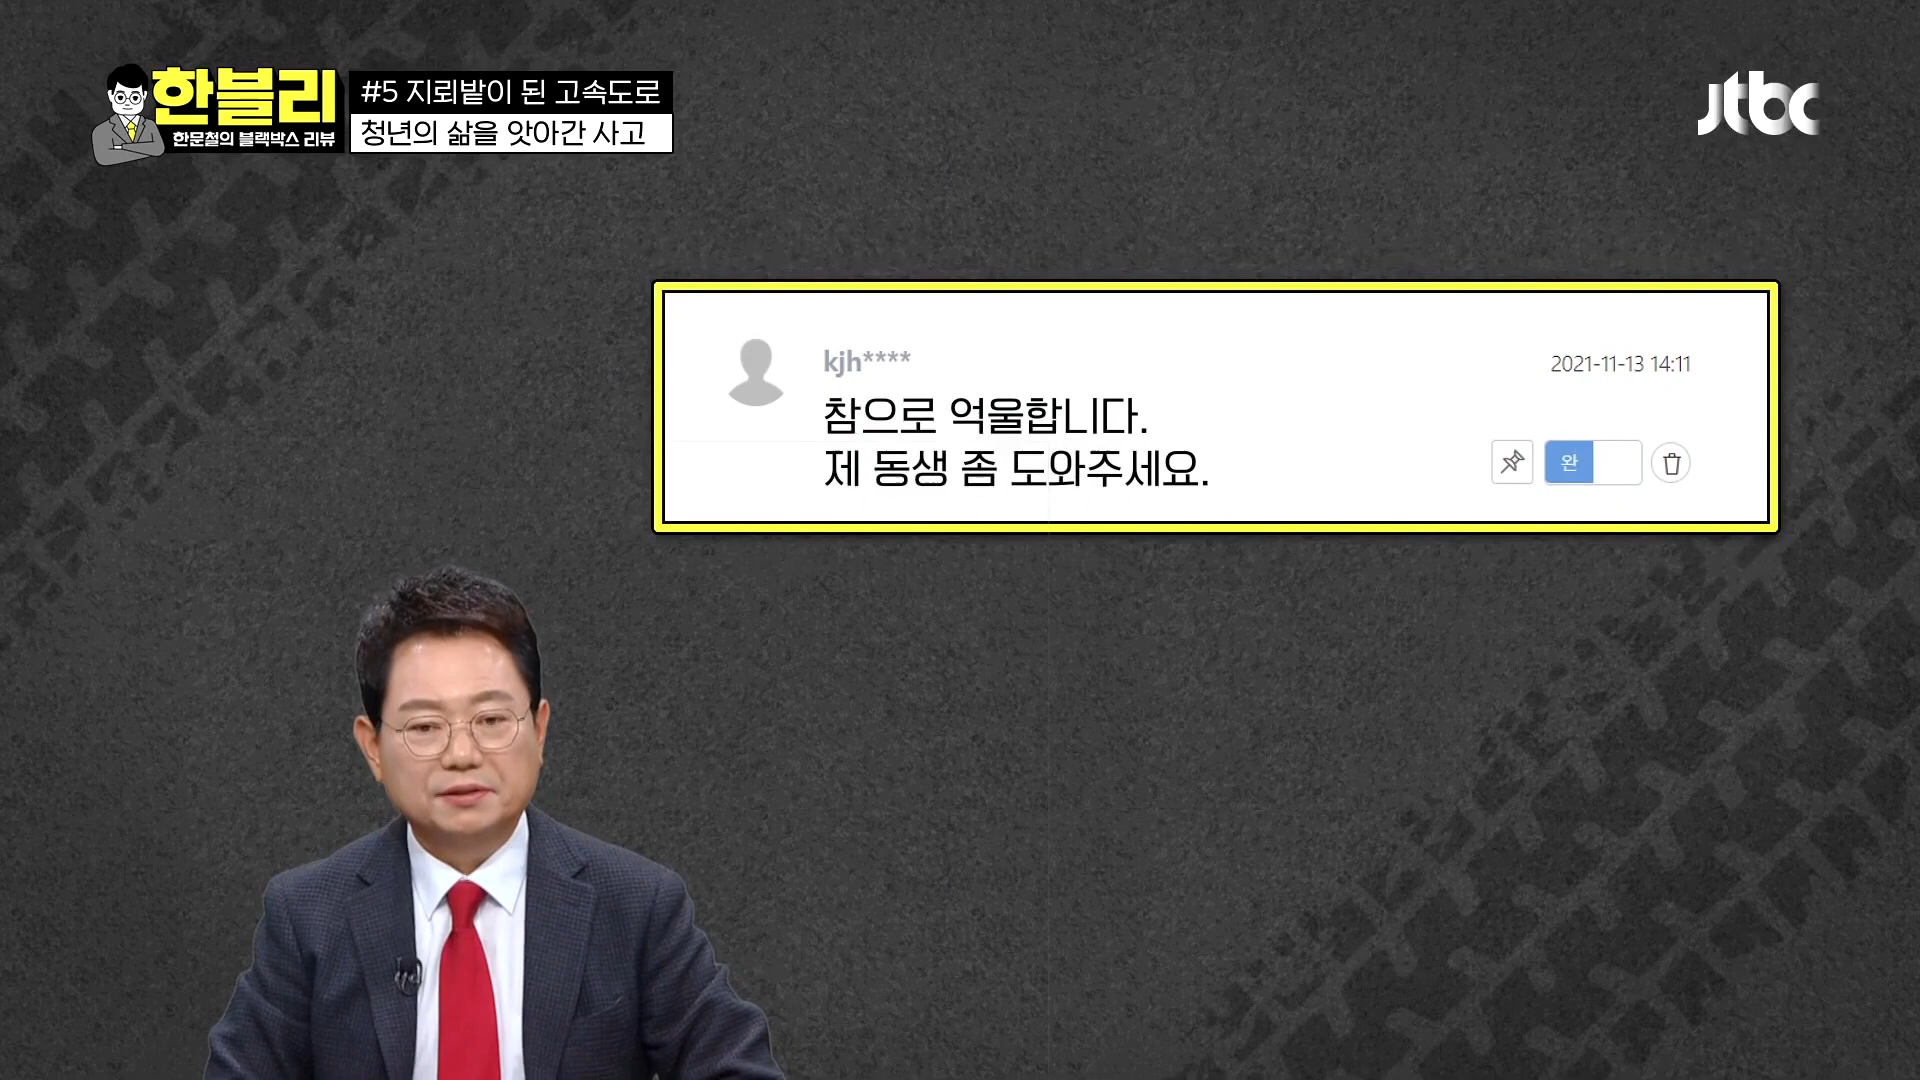 한블리
한문철의 블랙박스 리뷰
#5 지뢰밭이 된 고속도로
청년의 삶을 앗아간 사고
jtbc
kjh****
2021-11-13 14:11
참으로 억울합니다.
제 동생 좀 도와주세요.
완